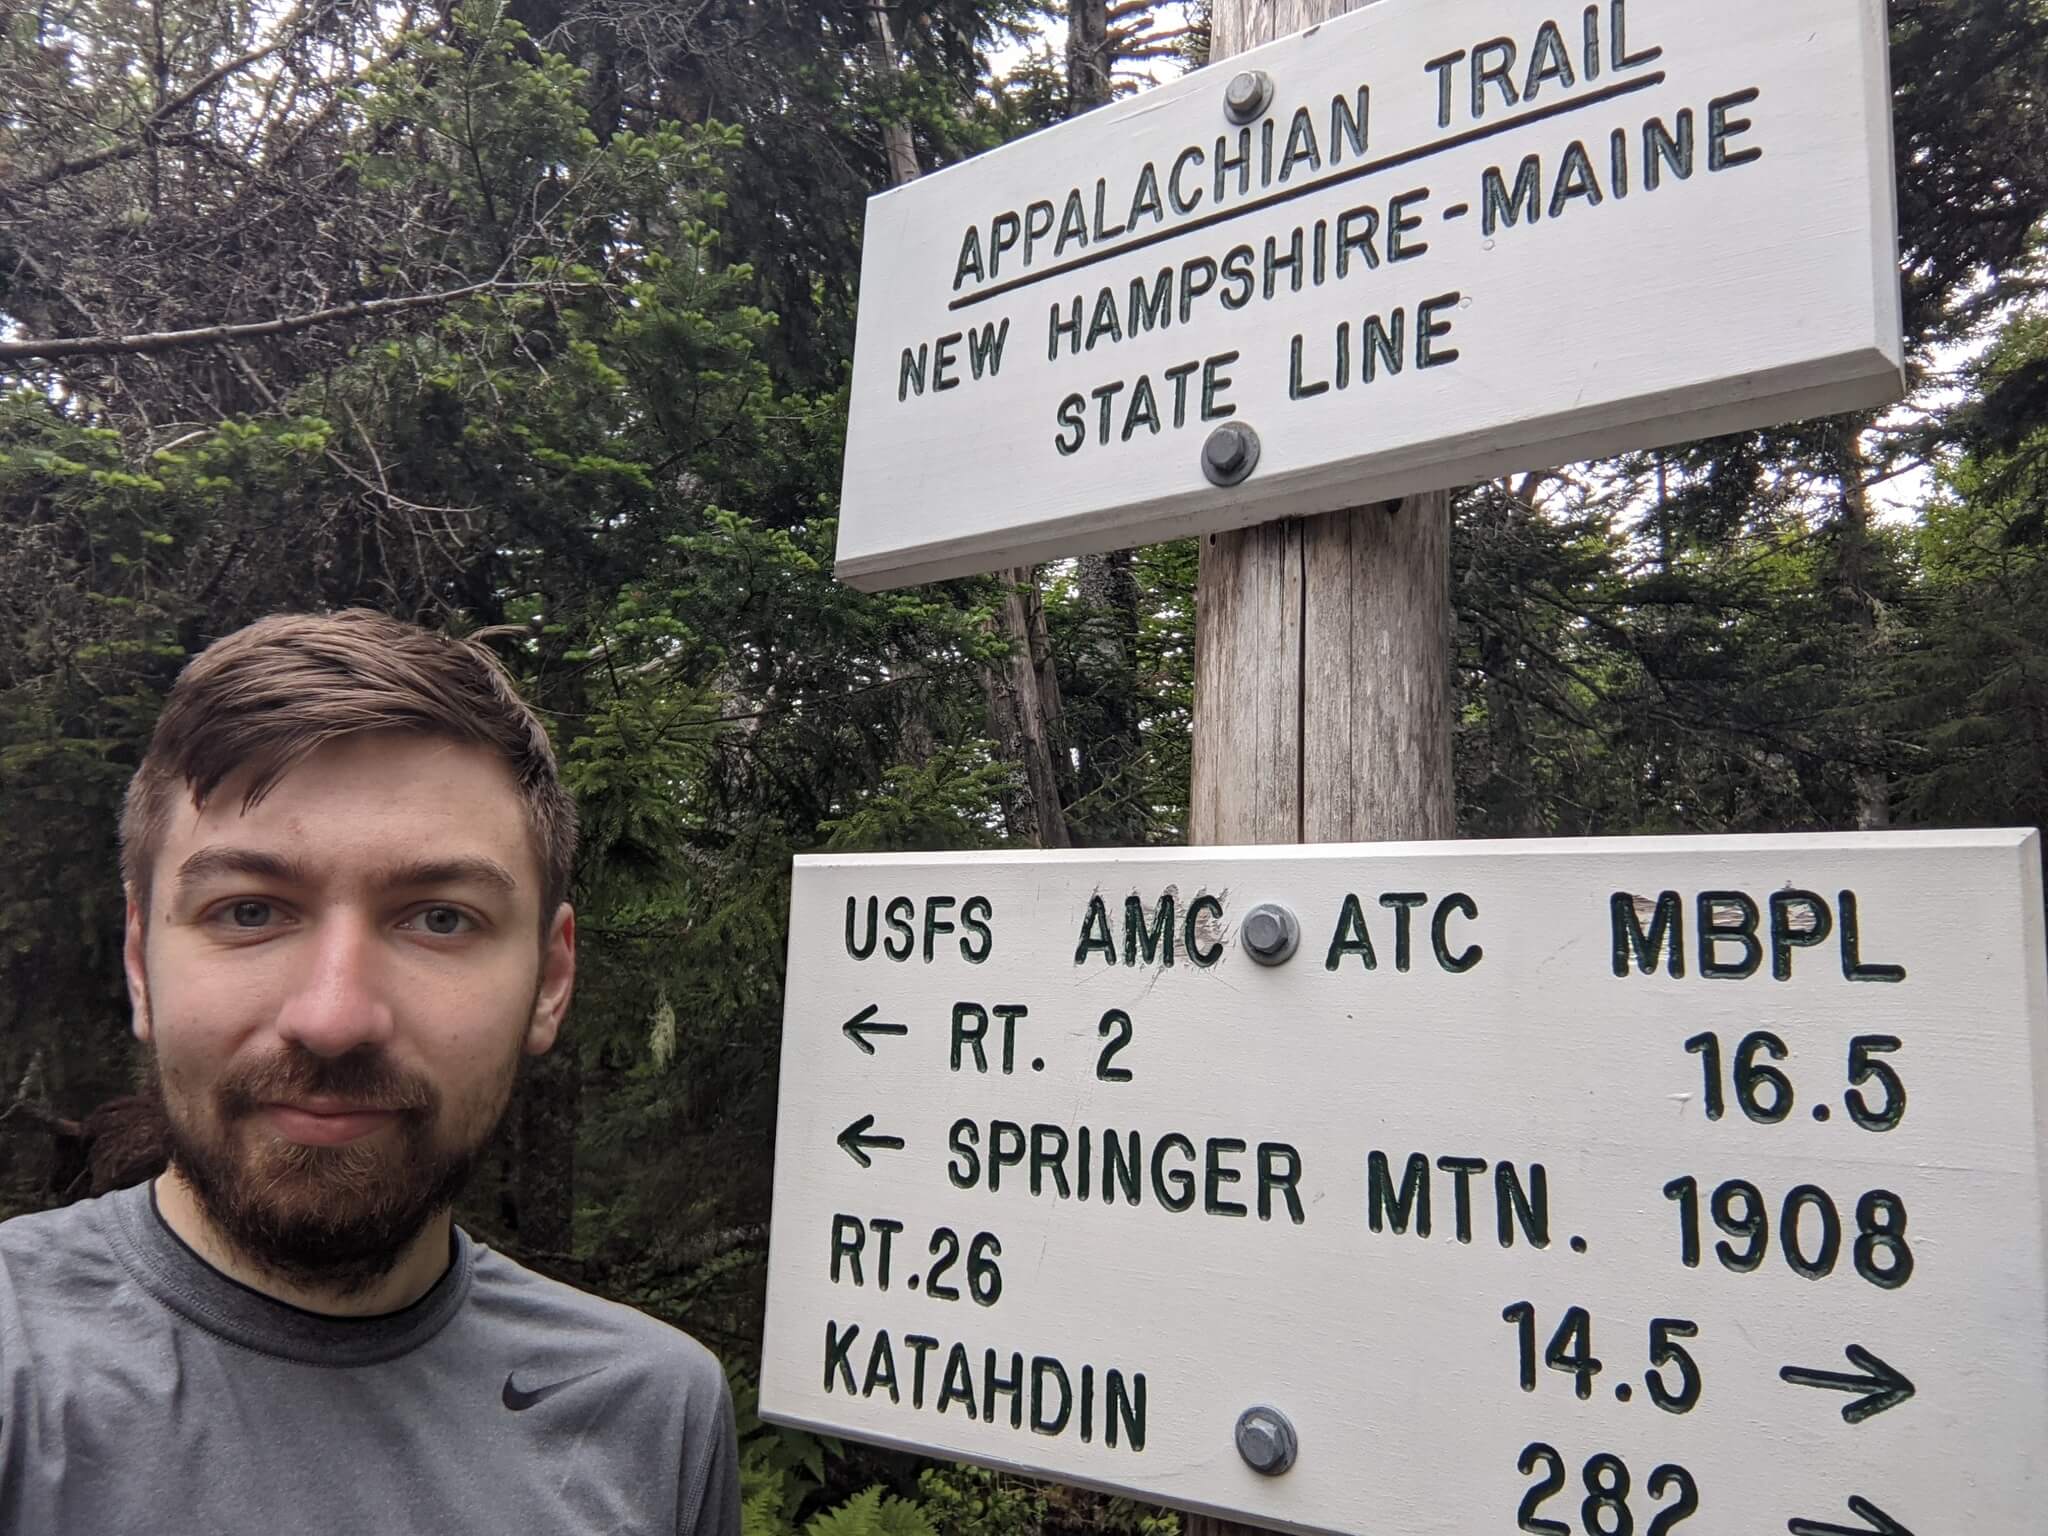 APPALACHIAN TRAIL
NEW HAMPSHIRE-MAINE
STATE LINE
USFS AMC ATC MBPL
← RT. 2 16.5
← SPRINGER MTN. 1908
RT.26 14.5 →
KATAHDIN 282 →